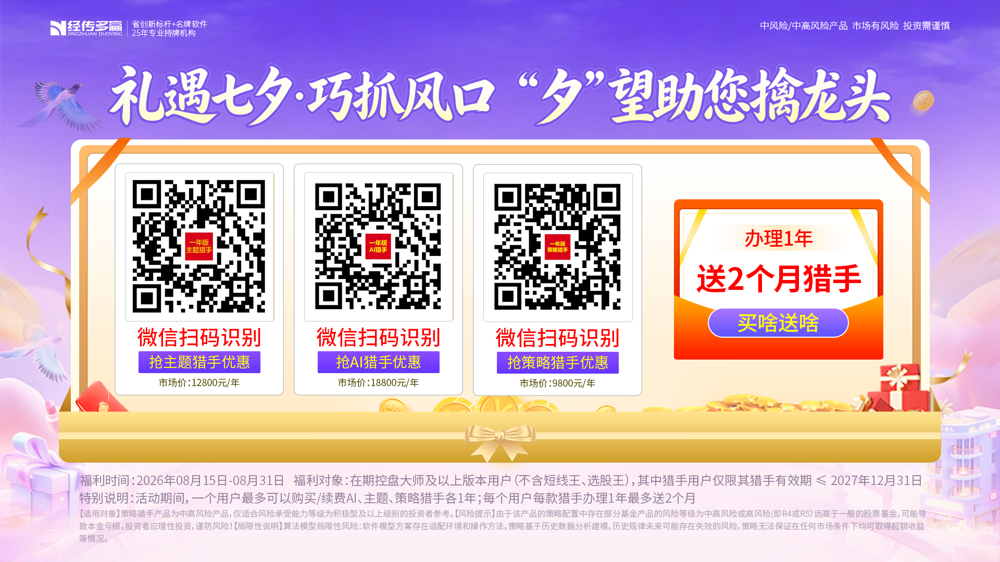 经传多赢
JINGZHUAN DUOYING
省创新标杆+名牌软件
25年专业持牌机构
中风险/中高风险产品 市场有风险 投资需谨慎
礼遇七夕·巧抓风口 “夕”望助您擒龙头
一年版
主题猎手
微信扫码识别
抢主题猎手优惠
市场价:12800元/年
一年版
AI猎手
微信扫码识别
抢AI猎手优惠
市场价:18800元/年
一年版
策略猎手
微信扫码识别
抢策略猎手优惠
市场价:9800元/年
办理1年
送2个月猎手
买啥送啥
福利时间:2026年08月15日-08月31日 福利对象:在期控盘大师及以上版本用户(不含短线王、选股王),其中猎手用户仅限其猎手有效期 ≤ 2027年12月31日
特别说明:活动期间,一个用户最多可以购买/续费AI、主题、策略猎手各1年;每个用户每款猎手办理1年最多送2个月
【适用对象】策略猎手产品为中高风险产品,仅适合风险承受能力等级为积极型及以上级别的投资者参考。【风险提示】由于该产品的策略配置中存在部分基金产品的风险等级为中高风险或高风险(即R4或R5)远高于一般的股票基金,可能导
致本金亏损。投资者应理性投资,谨防风险!【局限性说明】算法模型局限性风险:软件模型方案存在适配环境和操作方法,策略基于历史数据分析建模,历史规律未来可能存在失效的风险,策略无法保证在任何市场条件下均可取得超额收益
等情况。